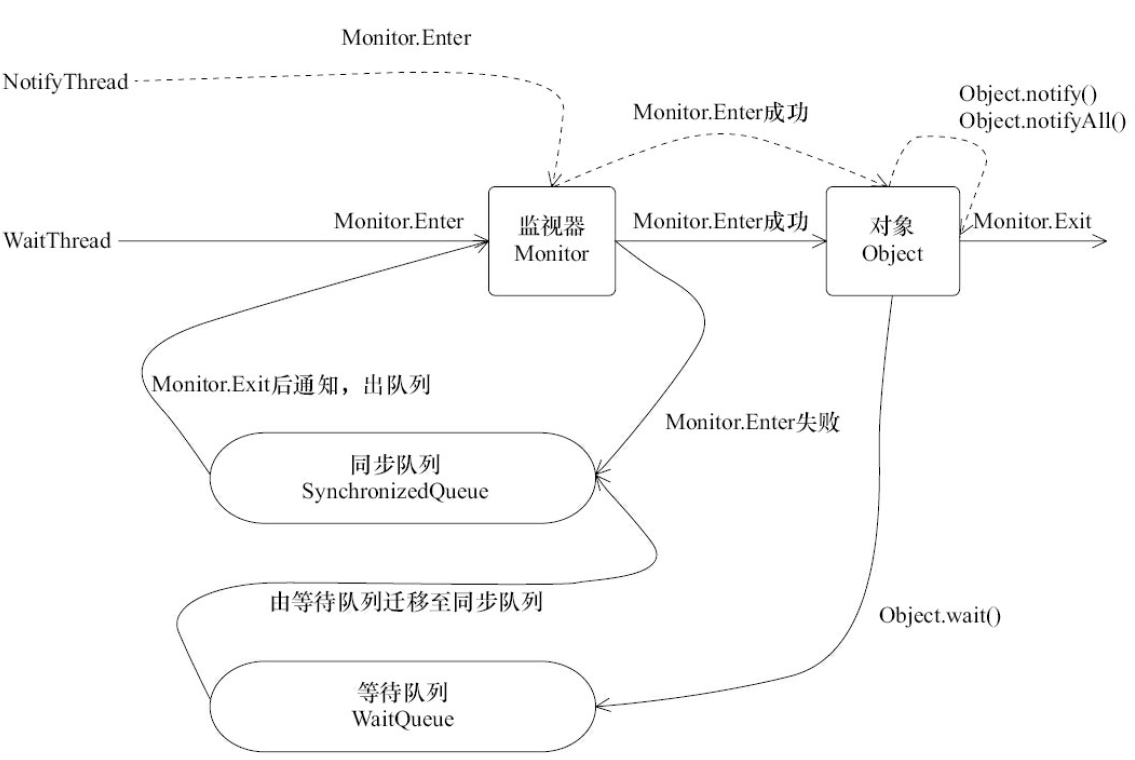 Monitor.Enter
NotifyThread
Object.notify()
Object.notifyAll()
Monitor.Enter成功
WaitThread
Monitor.Enter
监视器
Monitor
Monitor.Enter成功
对象
Object
Monitor.Exit
Monitor.Exit后通知，出队列
Monitor.Enter失败
同步队列
SynchronizedQueue
由等待队列迁移至同步队列
Object.wait()
等待队列
WaitQueue